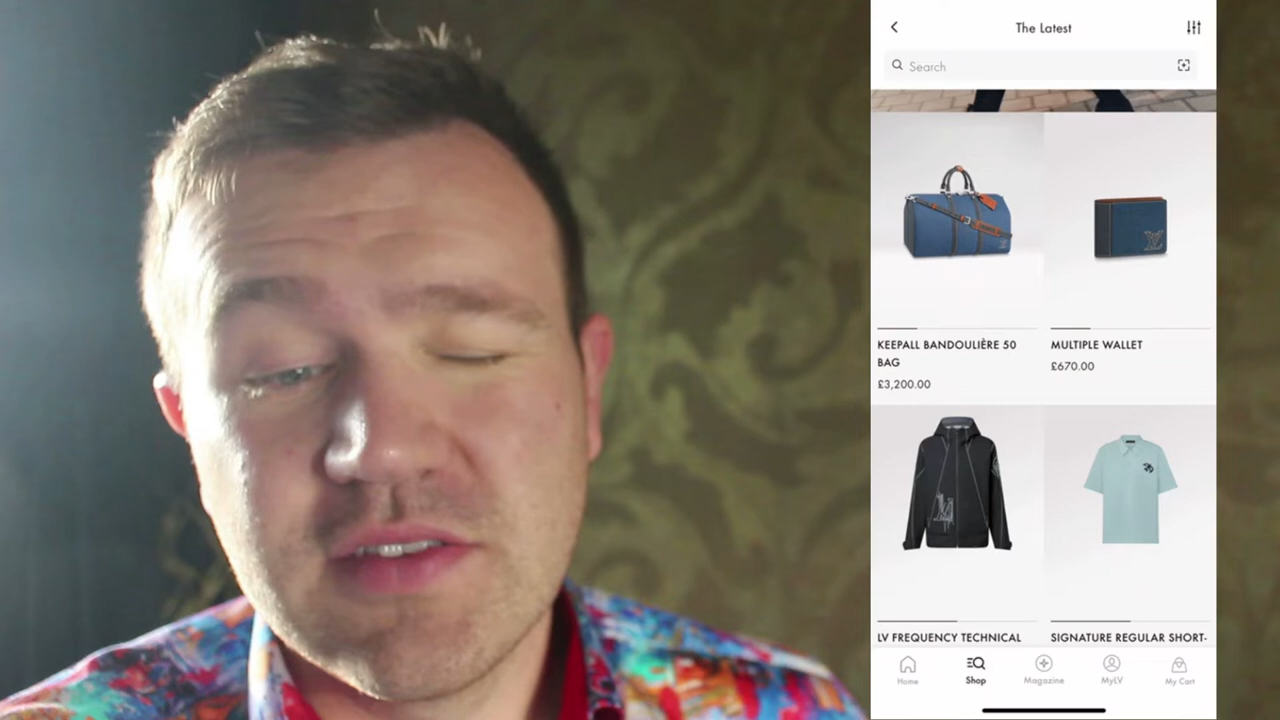 The Latest
Search
KEEPALL BANDOULIÈRE 50
BAG
£3,200.00
MULTIPLE WALLET
£670.00
LV FREQUENCY TECHNICAL
SIGNATURE REGULAR SHORT-
Home
Shop
Magazine
MyLV
My Cart